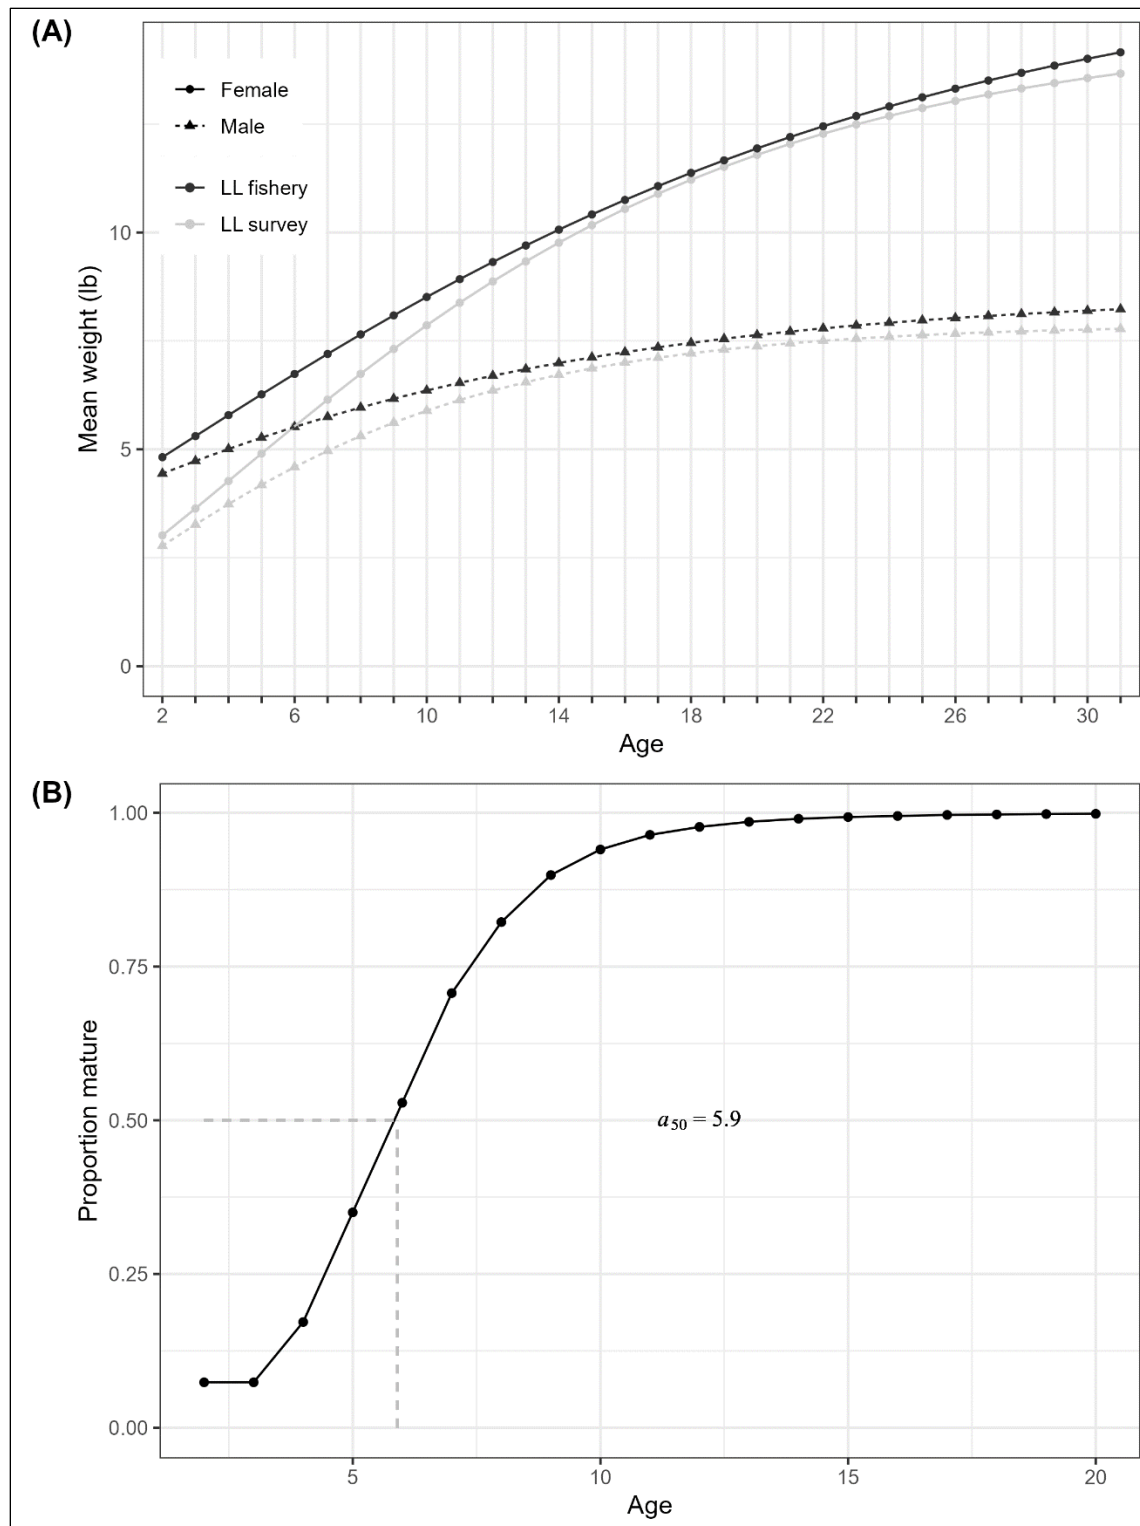 (A)
Female
Male
LL fishery
LL survey
Mean weight (lb)
10
5
0
2 6 10 14 18 22 26 30
Age
(B)
1.00
0.75
0.50
0.25
0.00
Proportion mature
a50 = 5.9
5 10 15 20
Age